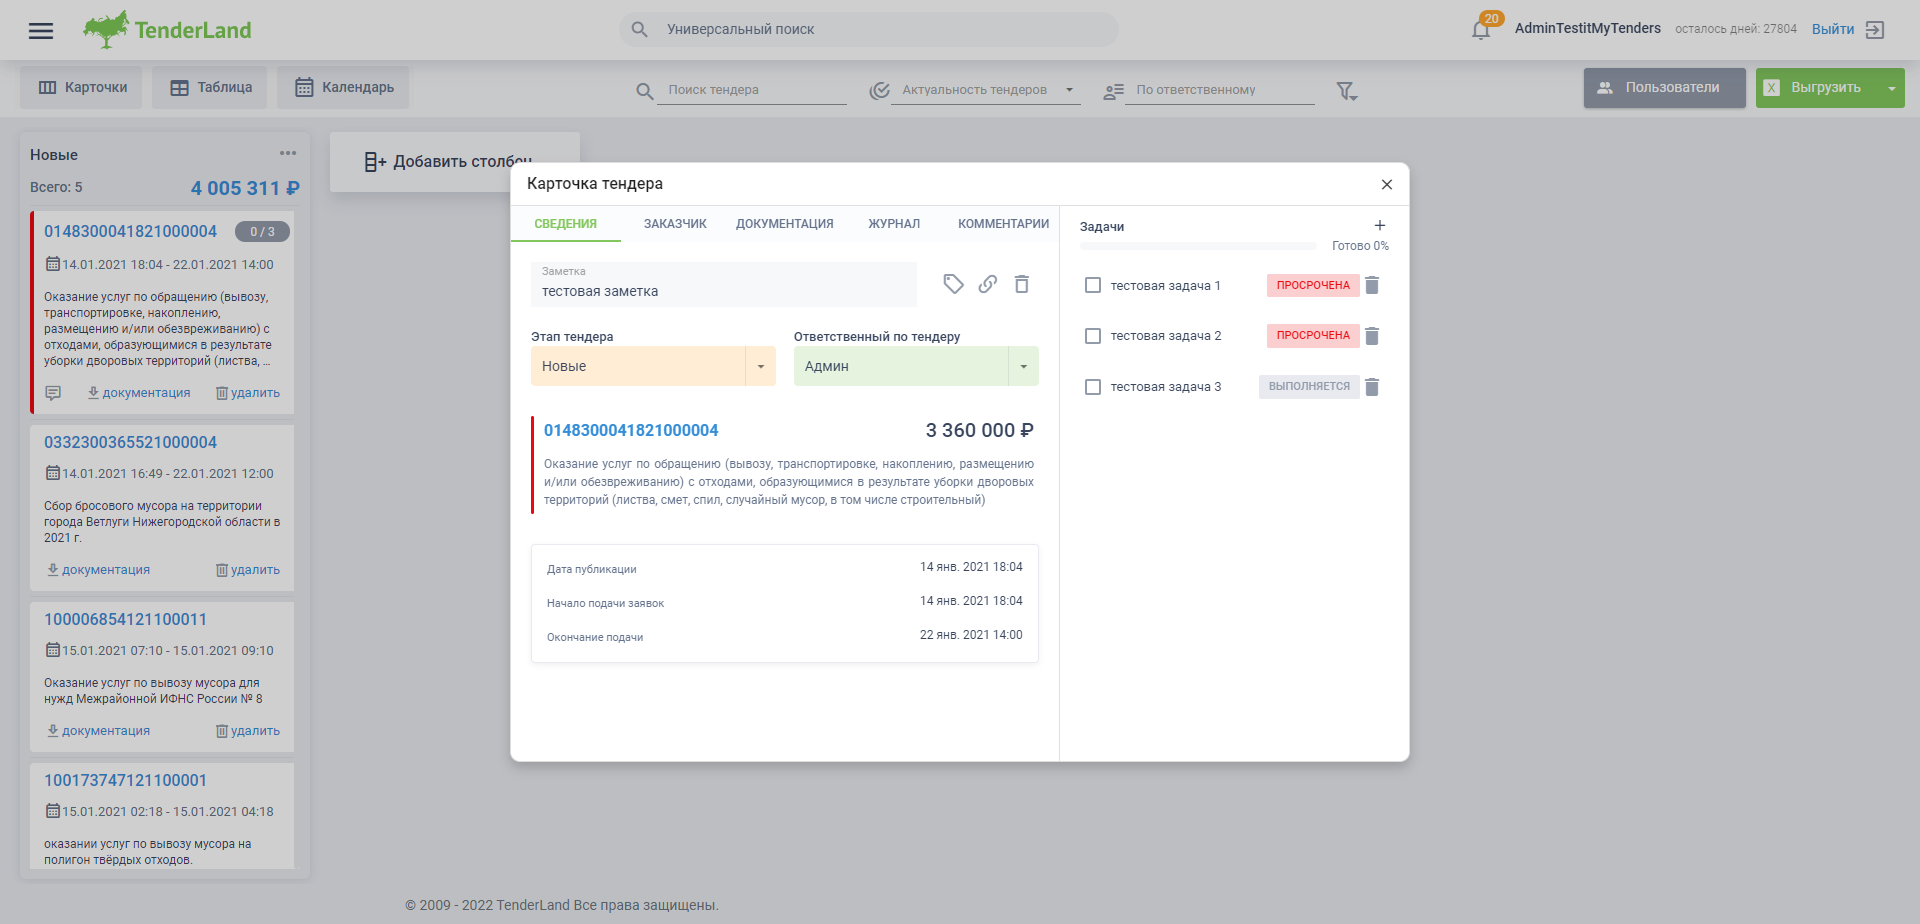 TenderLand
Универсальный поиск
20
AdminTestitMyTenders
осталось дней: 27804
Выйти
Карточки
Таблица
Календарь
Поиск тендера
Актуальность тендеров
По ответственному
Пользователи
X
Выгрузить
Новые
Всего: 5
4 005 311 ₽
0148300041821000004
0 / 3
14.01.2021 18:04 - 22.01.2021 14:00
Оказание услуг по обращению (вывозу,
транспортировке, накоплению,
размещению и/или обезвреживанию) с
отходами, образующимися в результате
уборки дворовых территорий (листва, ...
документация
удалить
0332300365521000004
14.01.2021 16:49 - 22.01.2021 12:00
Сбор бросового мусора на территории
города Ветлуги Нижегородской области в
2021 г.
документация
удалить
100006854121100011
15.01.2021 07:10 - 15.01.2021 09:10
Оказание услуг по вывозу мусора для
нужд Межрайонной ИФНС России № 8
документация
удалить
100173747121100001
15.01.2021 02:18 - 15.01.2021 04:18
оказании услуг по вывозу мусора на
полигон твёрдых отходов.
Добавить столбец
Карточка тендера
СВЕДЕНИЯ
ЗАКАЗЧИК
ДОКУМЕНТАЦИЯ
ЖУРНАЛ
КОММЕНТАРИИ
Заметка
тестовая заметка
Этап тендера
Ответственный по тендеру
Новые
Админ
0148300041821000004
3 360 000 ₽
Оказание услуг по обращению (вывозу, транспортировке, накоплению, размещению
и/или обезвреживанию) с отходами, образующимися в результате уборки дворовых
территорий (листва, смет, спил, случайный мусор, в том числе строительный)
Дата публикации
14 янв. 2021 18:04
Начало подачи заявок
14 янв. 2021 18:04
Окончание подачи
22 янв. 2021 14:00
Задачи
Готово 0%
тестовая задача 1
ПРОСРОЧЕНА
тестовая задача 2
ПРОСРОЧЕНА
тестовая задача 3
ВЫПОЛНЯЕТСЯ
© 2009 - 2022 TenderLand Все права защищены.